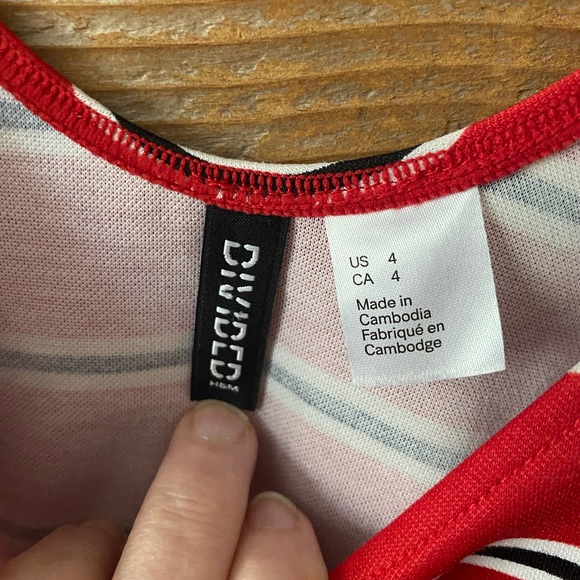 DIVIDED
H&M
US 4
CA 4
Made in
Cambodia
Fabriqué en
Cambodge